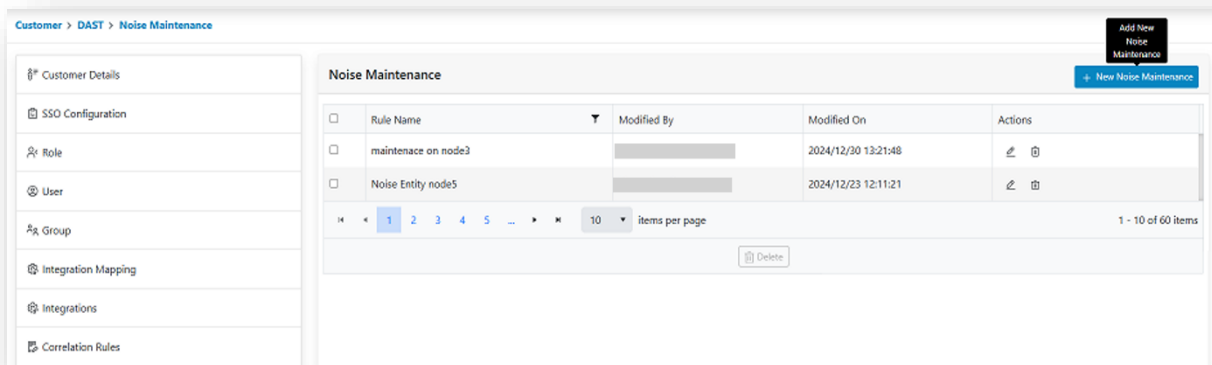 Customer > DAST > Noise Maintenance
Add New
Noise
Maintenance
Customer Details
SSO Configuration
Role
User
Group
Integration Mapping
Integrations
Correlation Rules
Noise Maintenance
+ New Noise Maintenance
Rule Name Modified By Modified On Actions
maintenace on node3 2024/12/30 13:21:48
Noise Entity node5 2024/12/23 12:11:21
1 2 3 4 5 ... 10 items per page 1 - 10 of 60 items
Delete